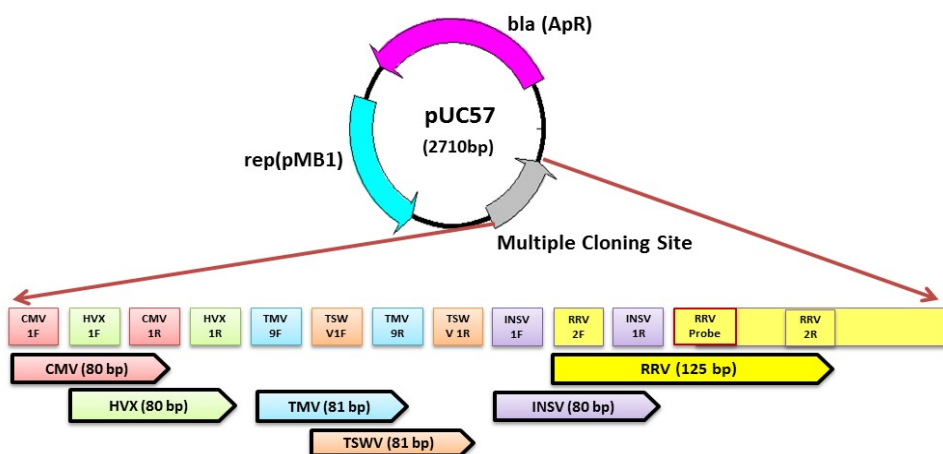 bla (ApR)
pUC57
(2710bp)
rep(pMB1)
Multiple Cloning Site
CMV
1F
HVX
1F
CMV
1R
HVX
1R
TMV
9F
TSW
V1F
TMV
9R
TSW
V 1R
INSV
1F
RRV
2F
INSV
1R
RRV
Probe
RRV
2R
CMV (80 bp)
RRV (125 bp)
HVX (80 bp)
TMV (81 bp)
INSV (80 bp)
TSWV (81 bp)